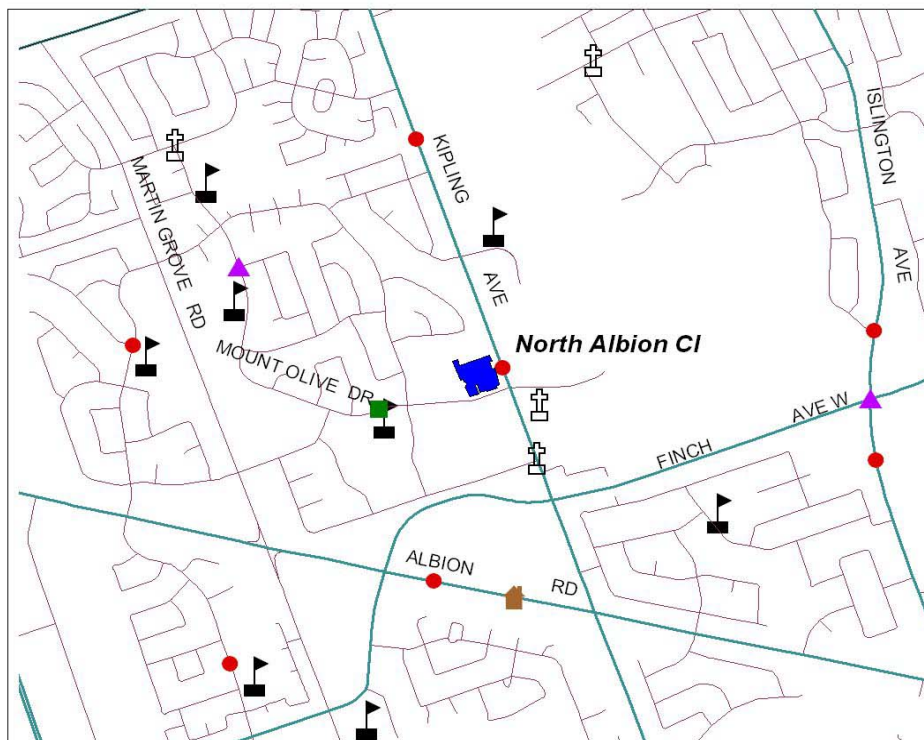 KIPLING
AVE
ISLINGTON
AVE
MARTIN GROVE RD
North Albion CI
MOUNT OLIVE DR
FINCH
AVE W
ALBION
RD